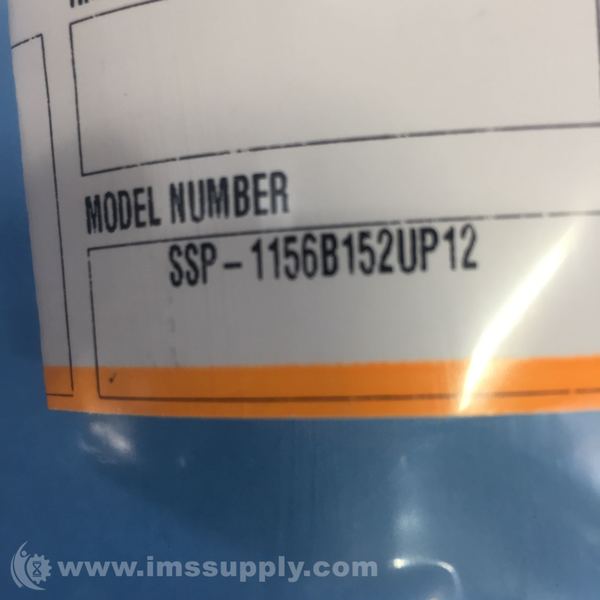 MODEL NUMBER
SSP-1156B152UP12
www.imssupply.com